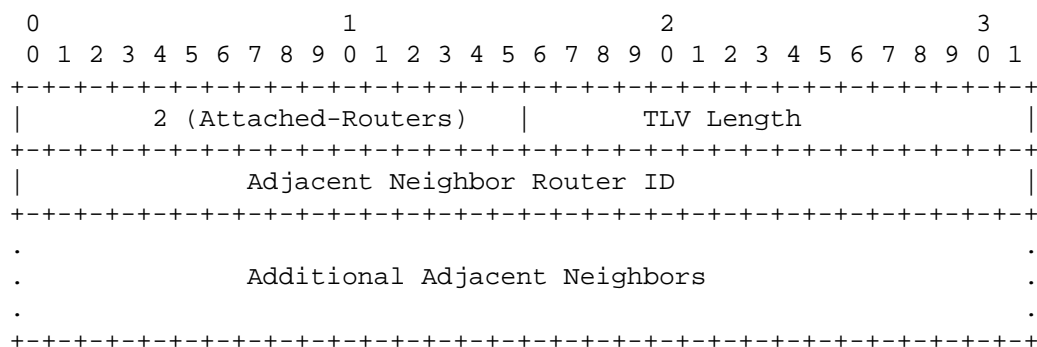 0                   1                   2                   3
 0 1 2 3 4 5 6 7 8 9 0 1 2 3 4 5 6 7 8 9 0 1 2 3 4 5 6 7 8 9 0 1
+-+-+-+-+-+-+-+-+-+-+-+-+-+-+-+-+-+-+-+-+-+-+-+-+-+-+-+-+-+-+-+-+
|        2 (Attached-Routers)   |       TLV Length              |
+-+-+-+-+-+-+-+-+-+-+-+-+-+-+-+-+-+-+-+-+-+-+-+-+-+-+-+-+-+-+-+-+
|              Adjacent Neighbor Router ID                      |
+-+-+-+-+-+-+-+-+-+-+-+-+-+-+-+-+-+-+-+-+-+-+-+-+-+-+-+-+-+-+-+-+
.                                                               .
.              Additional Adjacent Neighbors                    .
.                                                               .
+-+-+-+-+-+-+-+-+-+-+-+-+-+-+-+-+-+-+-+-+-+-+-+-+-+-+-+-+-+-+-+-+